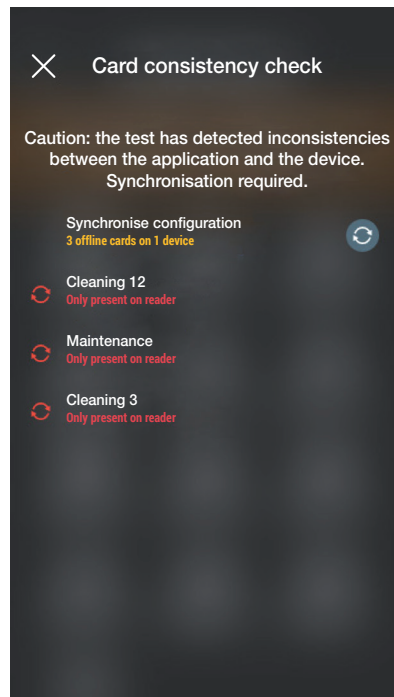 Card consistency check
Caution: the test has detected inconsistencies
between the application and the device.
Synchronisation required.
Synchronise configuration
3 offline cards on 1 device
Cleaning 12
Only present on reader
Maintenance
Only present on reader
Cleaning 3
Only present on reader